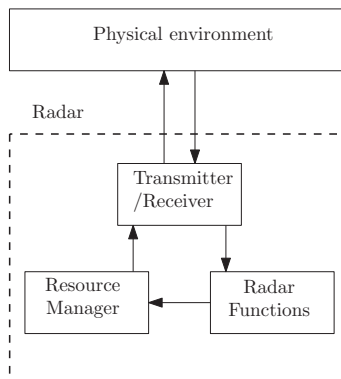 Physical environment
Radar
Transmitter
/Receiver
Resource
Manager
Radar
Functions